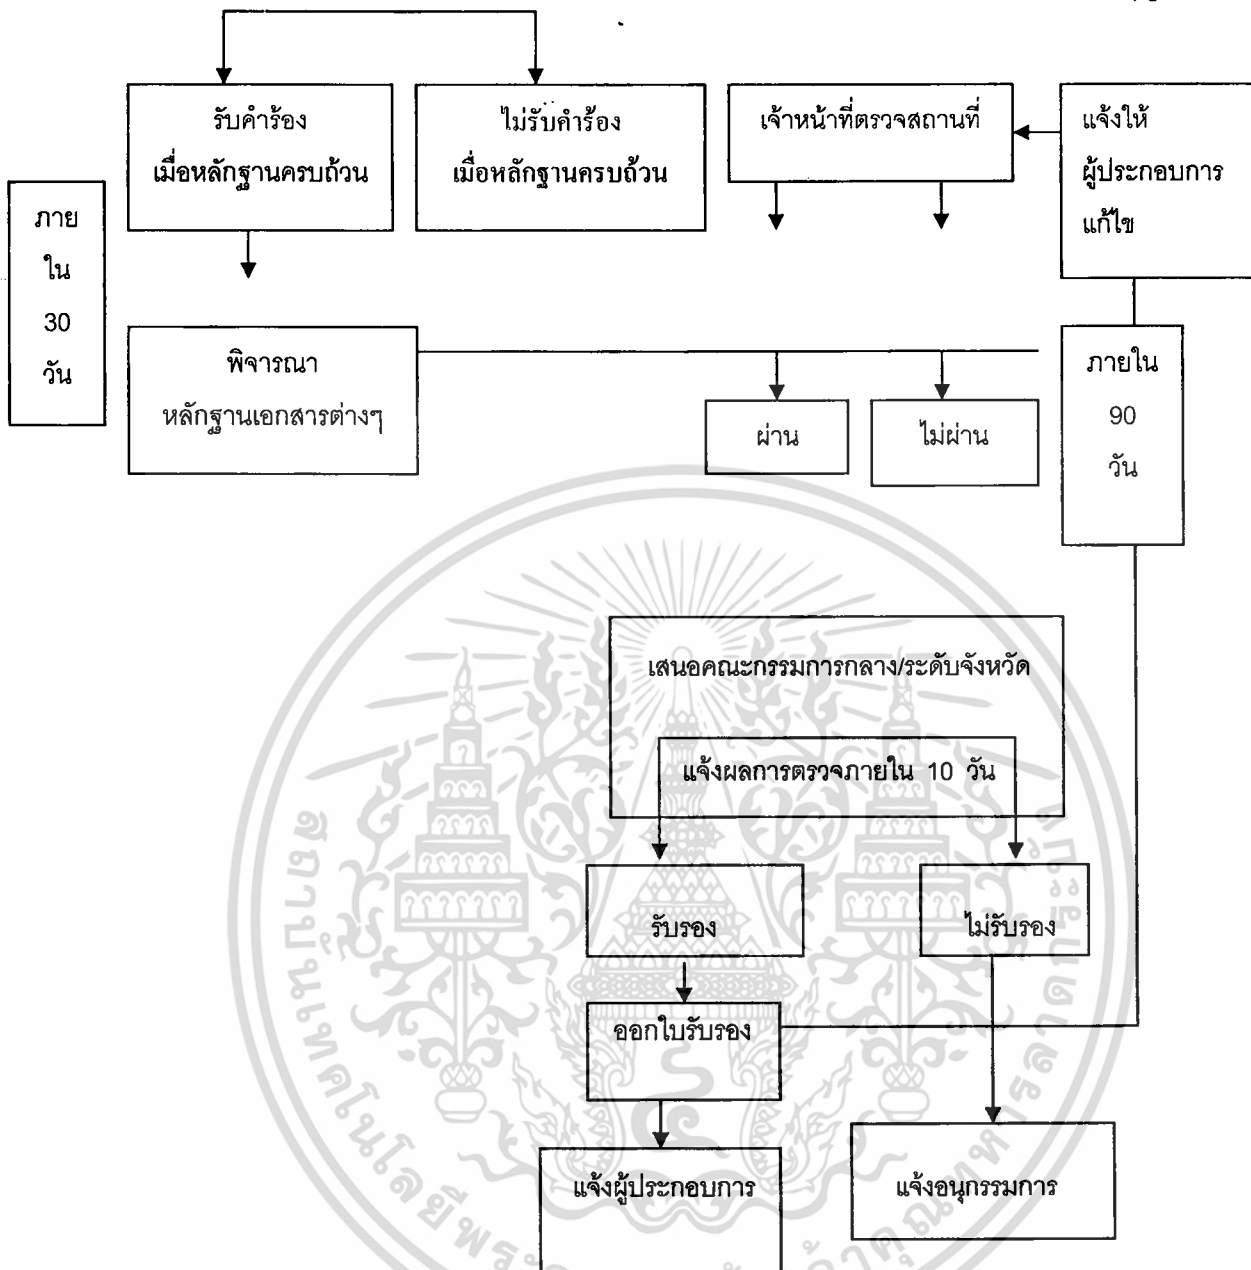 รับคำร้อง
เมื่อหลักฐานครบถ้วน
ไม่รับคำร้อง
เมื่อหลักฐานครบถ้วน
เจ้าหน้าที่ตรวจสถานที่
แจ้งให้
ผู้ประกอบการ
แก้ไข
ภาย
ใน
30
วัน
พิจารณา
หลักฐานเอกสารต่างๆ
ผ่าน
ไม่ผ่าน
ภายใน
90
วัน
เสนอคณะกรรมการกลาง/ระดับจังหวัด
แจ้งผลการตรวจภายใน 10 วัน
รับรอง
ไม่รับรอง
ออกใบรับรอง
แจ้งผู้ประกอบการ
แจ้งอนุกรรมการ